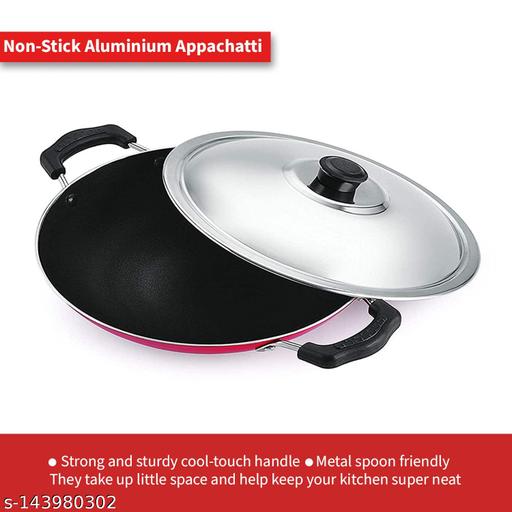 Non-Stick Aluminium Appachatti
● Strong and sturdy cool-touch handle ● Metal spoon friendly
They take up little space and help keep your kitchen super neat
s-143980302